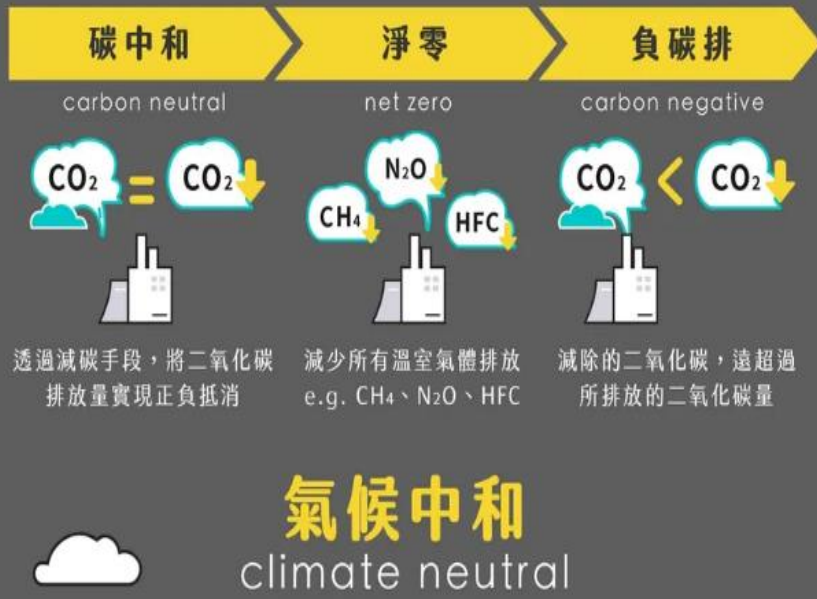 碳中和
carbon neutral
CO₂ = CO₂
透過減碳手段，將二氧化碳
排放量實現正負抵消
淨零
net zero
N₂O
CH₄
HFC
減少所有溫室氣體排放
e.g. CH₄、N₂O、HFC
負碳排
carbon negative
CO₂ < CO₂
減除的二氧化碳，遠超過
所排放的二氧化碳量
氣候中和
climate neutral